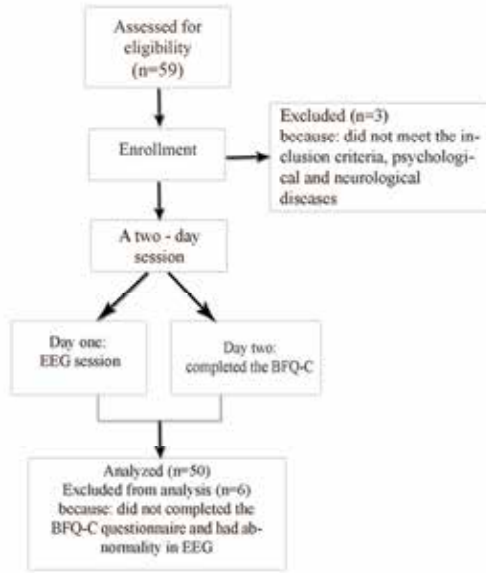 Assessed for
eligibility
(n=59)
Enrollment
Excluded (n=3)
because: did not meet the in-
clusion criteria, psychologi-
cal and neurological
diseases
A two - day
session
Day one:
EEG session
Day two:
completed the BFQ-C
Analyzed (n=50)
Excluded from analysis (n=6)
because: did not completed the
BFQ-C questionnaire and had ab-
normality in EEG